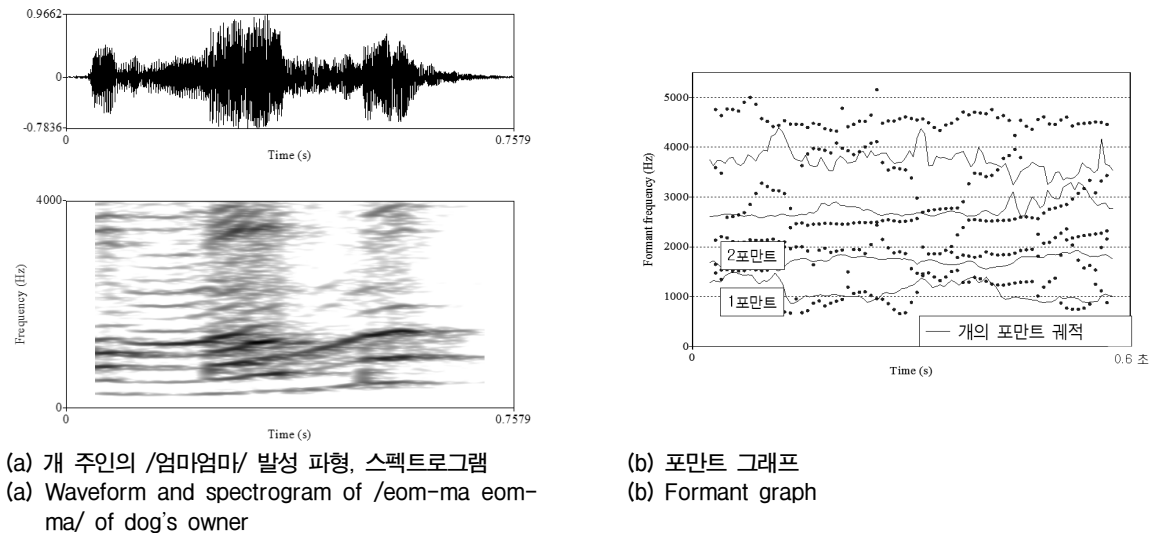 0.9662
0
-0.7836
0
0.7579
Time (s)
4000
Frequency (Hz)
0
0
0.7579
Time (s)
(a) 개 주인의 /엄마엄마/ 발성 파형, 스펙트로그램
(a) Waveform and spectrogram of /eom-ma eom-
ma/ of dog's owner
5000
4000
3000
2000
1000
0
Formant frequency (Hz)
2포만트
1포만트
개의 포만트 궤적
0
0.6 초
Time (s)
(b) 포만트 그래프
(b) Formant graph